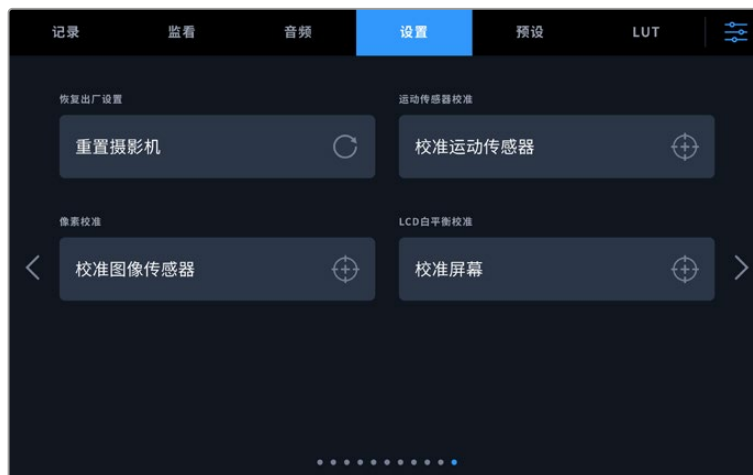 记录 监看 音频 设置 预设 LUT
恢复出厂设置 运动传感器校准
重置摄影机 校准运动传感器
像素校准 LCD白平衡校准
校准图像传感器 校准屏幕